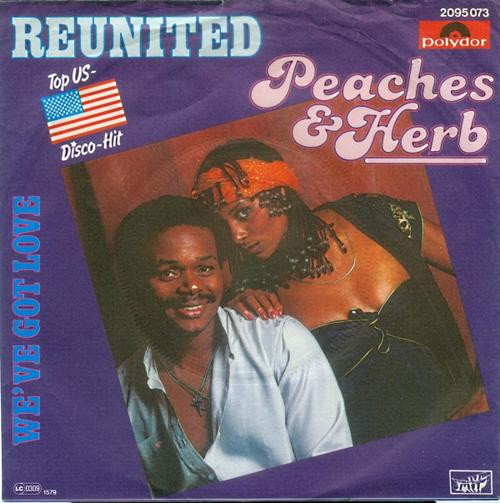 REUNITED
2095 073
Polydor
Top US-
Disco-Hit
Peaches
& Herb
WE'VE GOT LOVE
LC 0309
1579